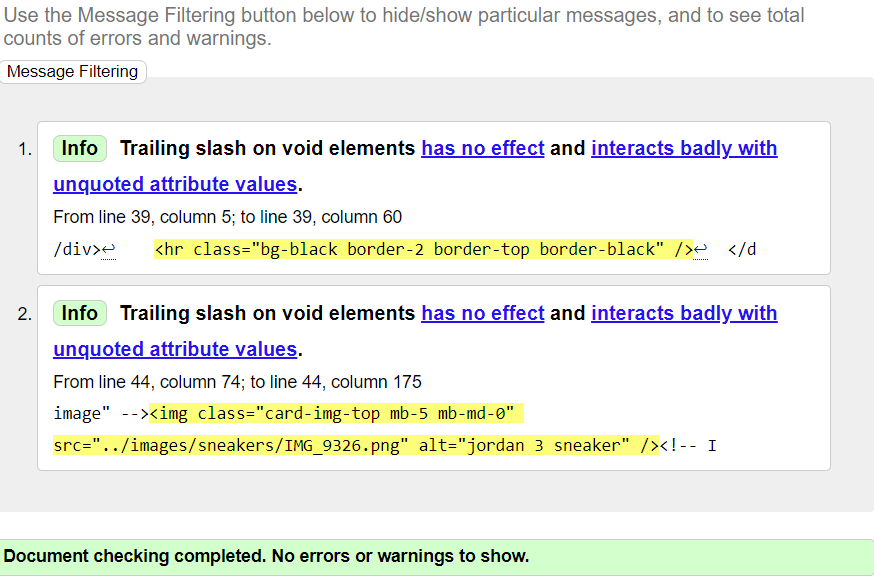 Use the Message Filtering button below to hide/show particular messages, and to see total
counts of errors and warnings.
Message Filtering
1. Info Trailing slash on void elements has no effect and interacts badly with
unquoted attribute values.
From line 39, column 5; to line 39, column 60
/div>↩ <hr class="bg-black border-2 border-top border-black" />↩ </d
2. Info Trailing slash on void elements has no effect and interacts badly with
unquoted attribute values.
From line 44, column 74; to line 44, column 175
image" --><img class="card-img-top mb-5 mb-md-0"
src="../images/sneakers/IMG_9326.png" alt="jordan 3 sneaker" /><!-- I
Document checking completed. No errors or warnings to show.